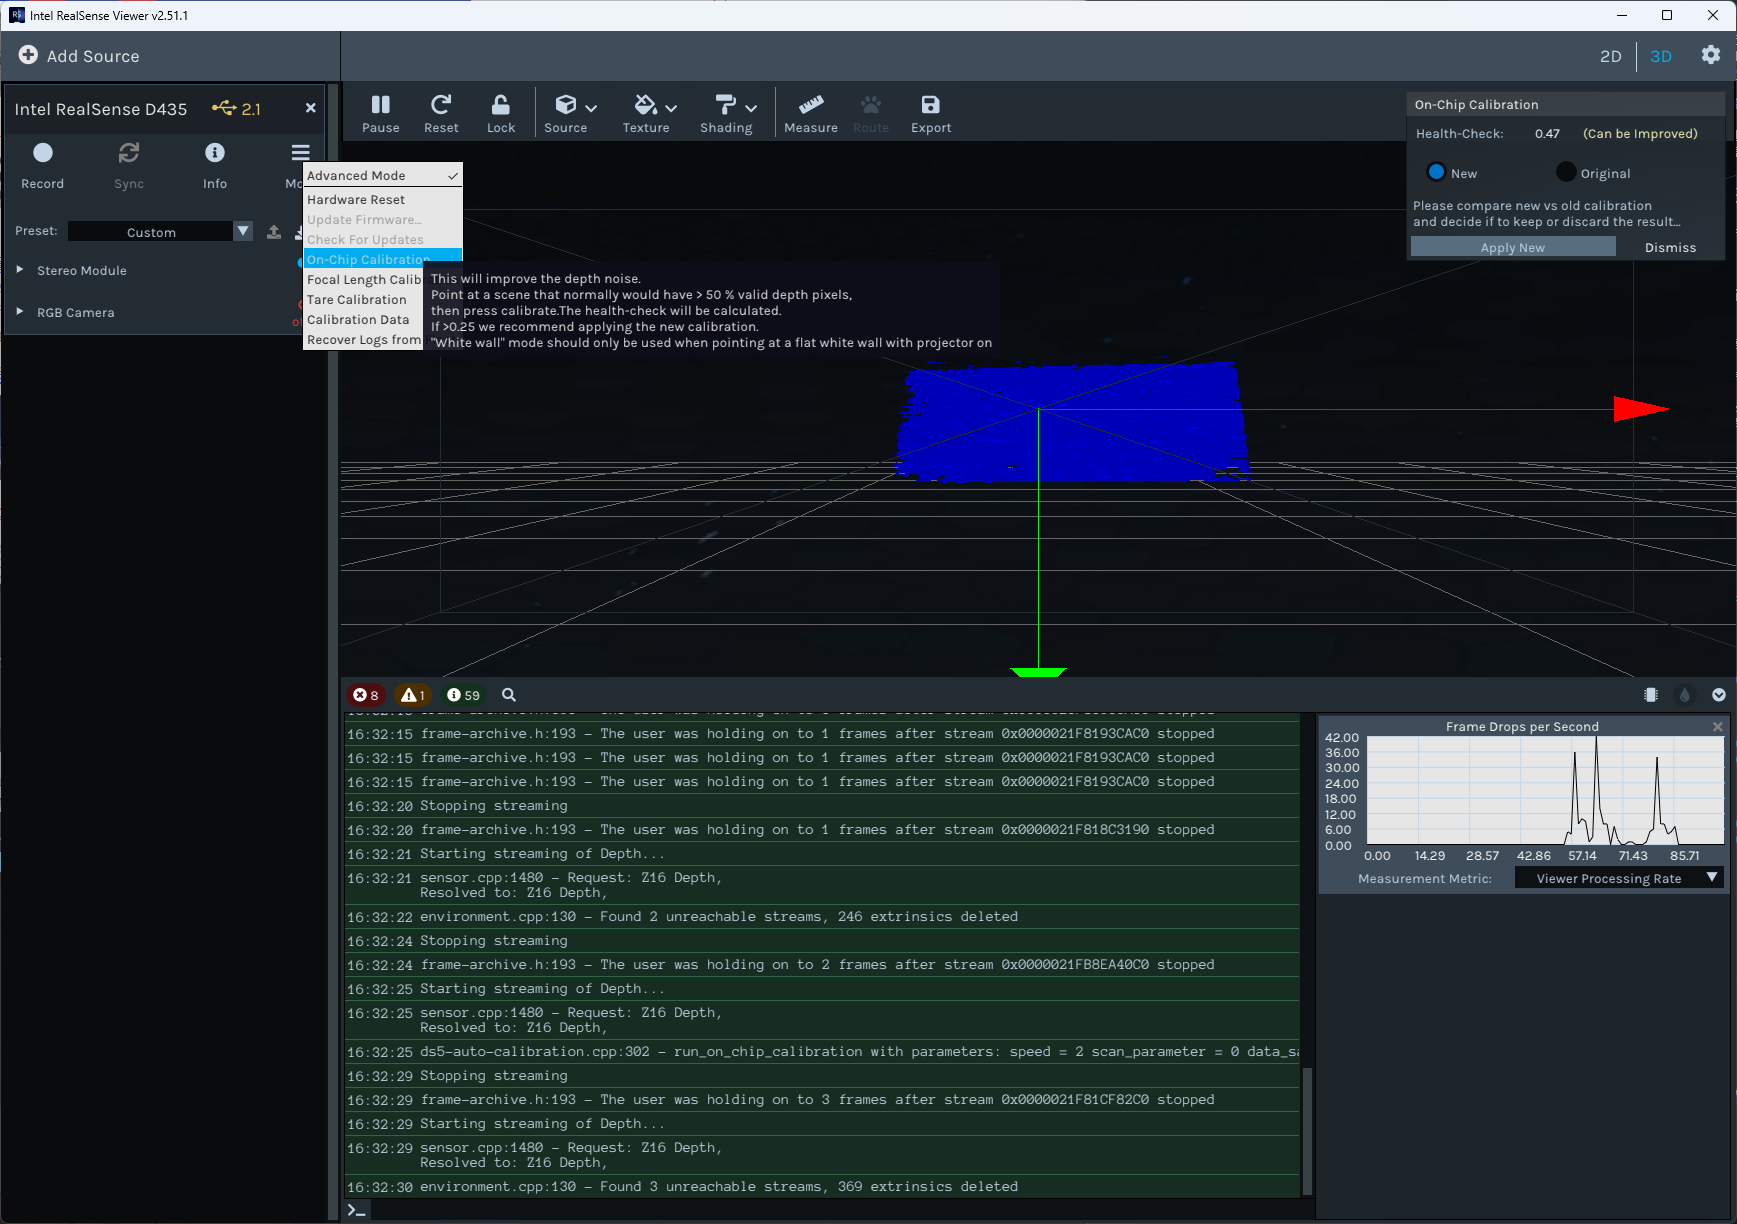 Intel RealSense Viewer v2.51.1
Add Source
2D
3D
Intel RealSense D435
2.1
Record
Sync
Info
Preset:
Custom
Stereo Module
RGB Camera
Pause
Reset
Lock
Source
Texture
Shading
Measure
Route
Export
Advanced Mode
Hardware Reset
Update Firmware...
Check For Updates
On-Chip Calibration
Focal Length Calib
Tare Calibration
Calibration Data
Recover Logs from
This will improve the depth noise.
Point at a scene that normally would have > 50 % valid depth pixels,
then press calibrate.The health-check will be calculated.
If >0.25 we recommend applying the new calibration.
"White wall" mode should only be used when pointing at a flat white wall with projector on
On-Chip Calibration
Health-Check: 0.47 (Can be Improved)
New
Original
Please compare new vs old calibration
and decide if to keep or discard the result...
Apply New
Dismiss
8
1
59
16:32:15 frame-archive.h:193 - The user was holding on to 1 frames after stream 0x0000021F8193CAC0 stopped
16:32:15 frame-archive.h:193 - The user was holding on to 1 frames after stream 0x0000021F8193CAC0 stopped
16:32:15 frame-archive.h:193 - The user was holding on to 1 frames after stream 0x0000021F8193CAC0 stopped
16:32:20 Stopping streaming
16:32:20 frame-archive.h:193 - The user was holding on to 1 frames after stream 0x0000021F818C3190 stopped
16:32:21 Starting streaming of Depth...
16:32:21 sensor.cpp:1480 - Request: Z16 Depth,
Resolved to: Z16 Depth,
16:32:22 environment.cpp:130 - Found 2 unreachable streams, 246 extrinsics deleted
16:32:24 Stopping streaming
16:32:24 frame-archive.h:193 - The user was holding on to 2 frames after stream 0x0000021FB8EA40C0 stopped
16:32:25 Starting streaming of Depth...
16:32:25 sensor.cpp:1480 - Request: Z16 Depth,
Resolved to: Z16 Depth,
16:32:25 ds5-auto-calibration.cpp:302 - run_on_chip_calibration with parameters: speed = 2 scan_parameter = 0 data_sa
16:32:29 Stopping streaming
16:32:29 frame-archive.h:193 - The user was holding on to 3 frames after stream 0x0000021F81CF82C0 stopped
16:32:29 Starting streaming of Depth...
16:32:29 sensor.cpp:1480 - Request: Z16 Depth,
Resolved to: Z16 Depth,
16:32:30 environment.cpp:130 - Found 3 unreachable streams, 369 extrinsics deleted
Frame Drops per Second
42.00
36.00
30.00
24.00
18.00
12.00
6.00
0.00
0.00 14.29 28.57 42.86 57.14 71.43 85.71
Measurement Metric: Viewer Processing Rate